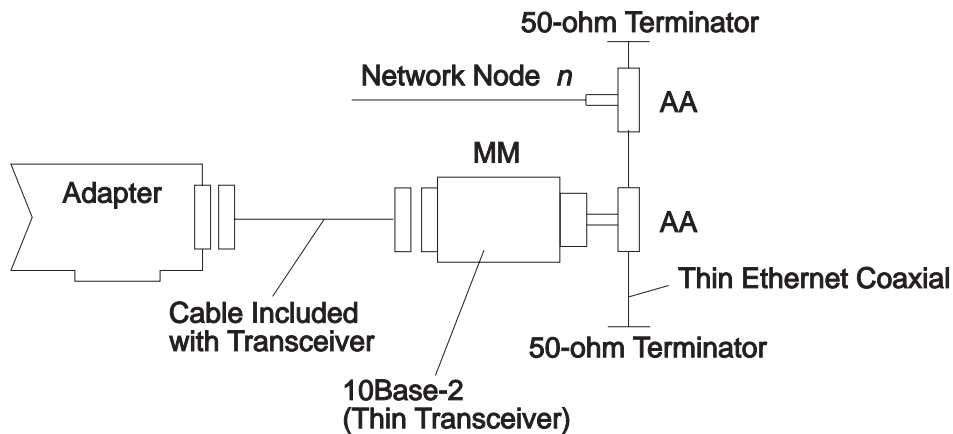 50-ohm Terminator
Network Node n
AA
MM
Adapter
AA
Thin Ethernet Coaxial
Cable Included
with Transceiver
50-ohm Terminator
10Base-2
(Thin Transceiver)